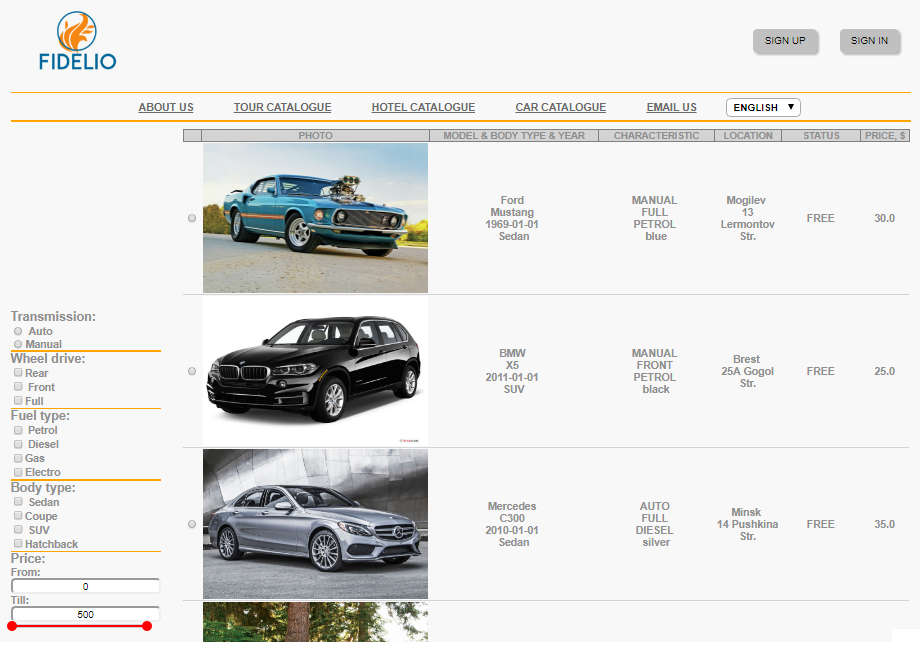 FIDELIO
SIGN UP
SIGN IN
ABOUT US
TOUR CATALOGUE
HOTEL CATALOGUE
CAR CATALOGUE
EMAIL US
ENGLISH
PHOTO
MODEL & BODY TYPE & YEAR
CHARACTERISTIC
LOCATION
STATUS
PRICE, $
Ford
Mustang
1969-01-01
Sedan
MANUAL
FULL
PETROL
blue
Mogilev
13
Lermontov
Str.
FREE
30.0
BMW
X5
2011-01-01
SUV
MANUAL
FRONT
PETROL
black
Brest
25A Gogol
Str.
FREE
25.0
Mercedes
C300
2010-01-01
Sedan
AUTO
FULL
DIESEL
silver
Minsk
14 Pushkina
Str.
FREE
35.0
Transmission:
Auto
Manual
Wheel drive:
Rear
Front
Full
Fuel type:
Petrol
Diesel
Gas
Electro
Body type:
Sedan
Coupe
SUV
Hatchback
Price:
From:
0
Till:
500